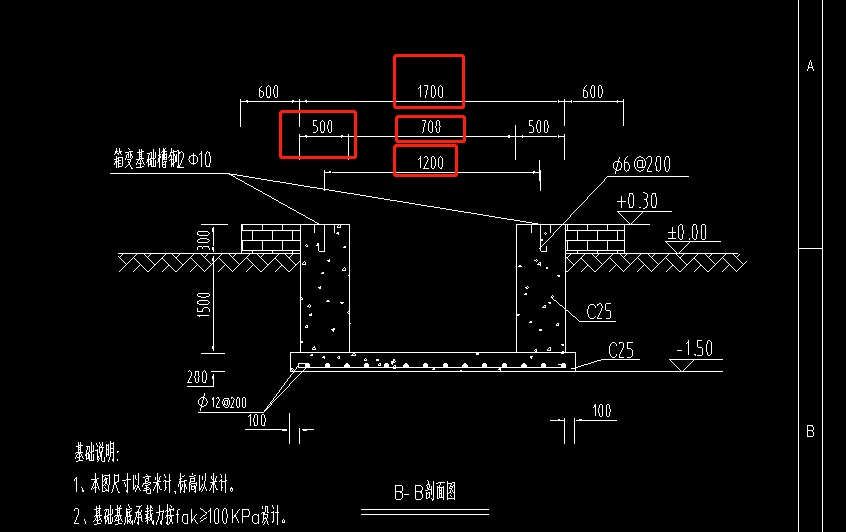 A
600
1700
600
500
700
500
1200
箱变基础槽钢2Φ10
ϕ6@200
+0.30
±0.00
300
1500
C25
C25
-1.50
200
ϕ12@200
100
100
B
基础说明:
1、本图尺寸以毫米计,标高以米计。
2、基础基底承载力按fak≥100KPa设计。
B-B剖面图